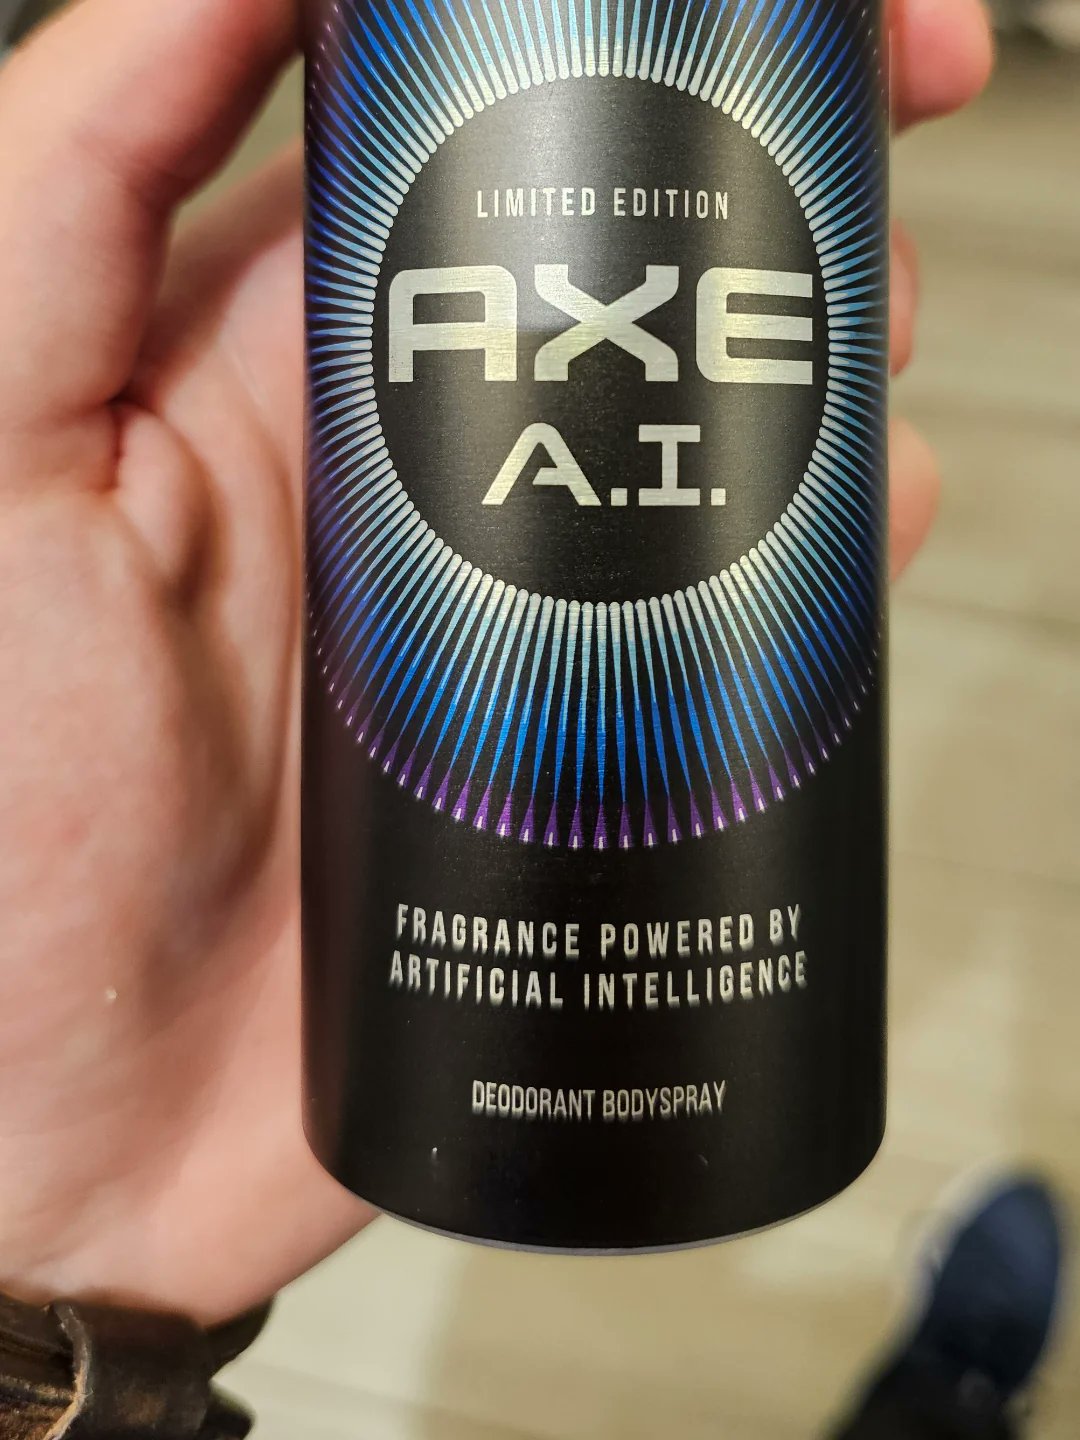 LIMITED EDITION
AXE
A.I.
FRAGRANCE POWERED BY
ARTIFICIAL INTELLIGENCE
DEODORANT BODYSPRAY